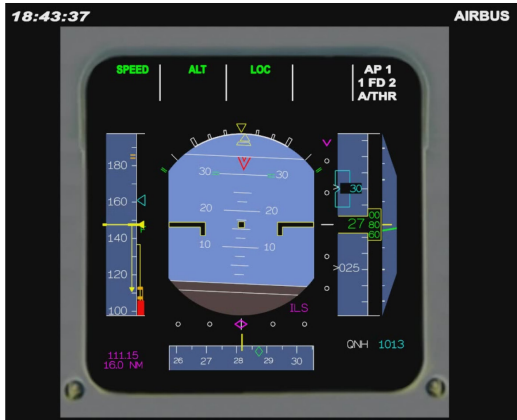 18:43:37 AIRBUS
SPEED ALT LOC AP 1
1 FD 2
A/THR
180
160
140
120
100
30 30
20 20
10 10
30
27
00
80
60
025
F
ILS
111.15
16.0 NM
26 27 28 29 30
QNH 1013